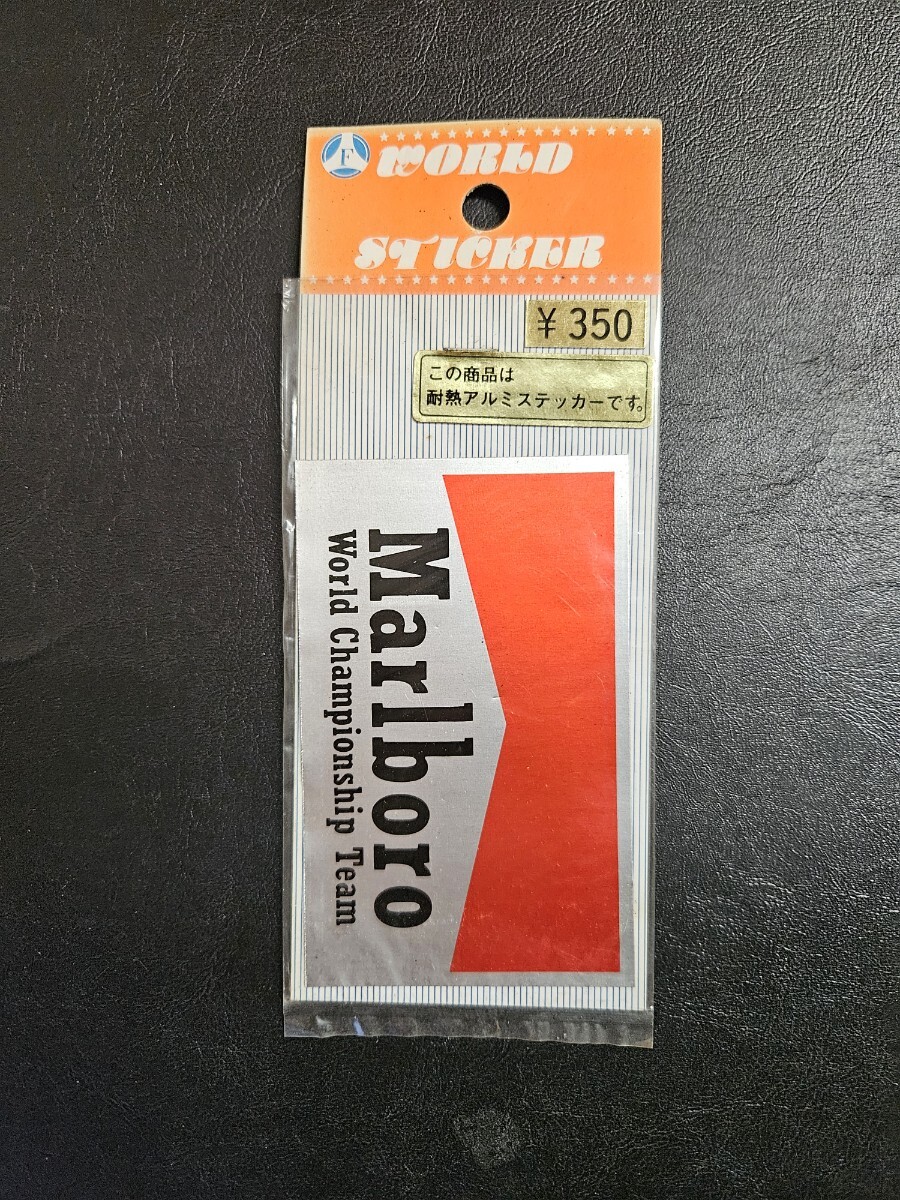 F
WORLD
STICKER
¥ 350
この商品は
耐熱アルミステッカーです。
Marlboro
World Championship Team